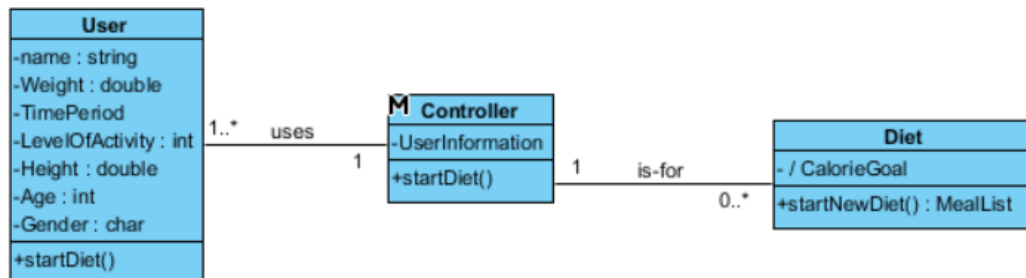 User
-name : string
-Weight : double
-TimePeriod
-LevelOfActivity : int
-Height : double
-Age : int
-Gender : char
+startDiet()
1..*
uses
1
M
Controller
-UserInformation
+startDiet()
1
is-for
0..*
Diet
- / CalorieGoal
+startNewDiet() : MealList